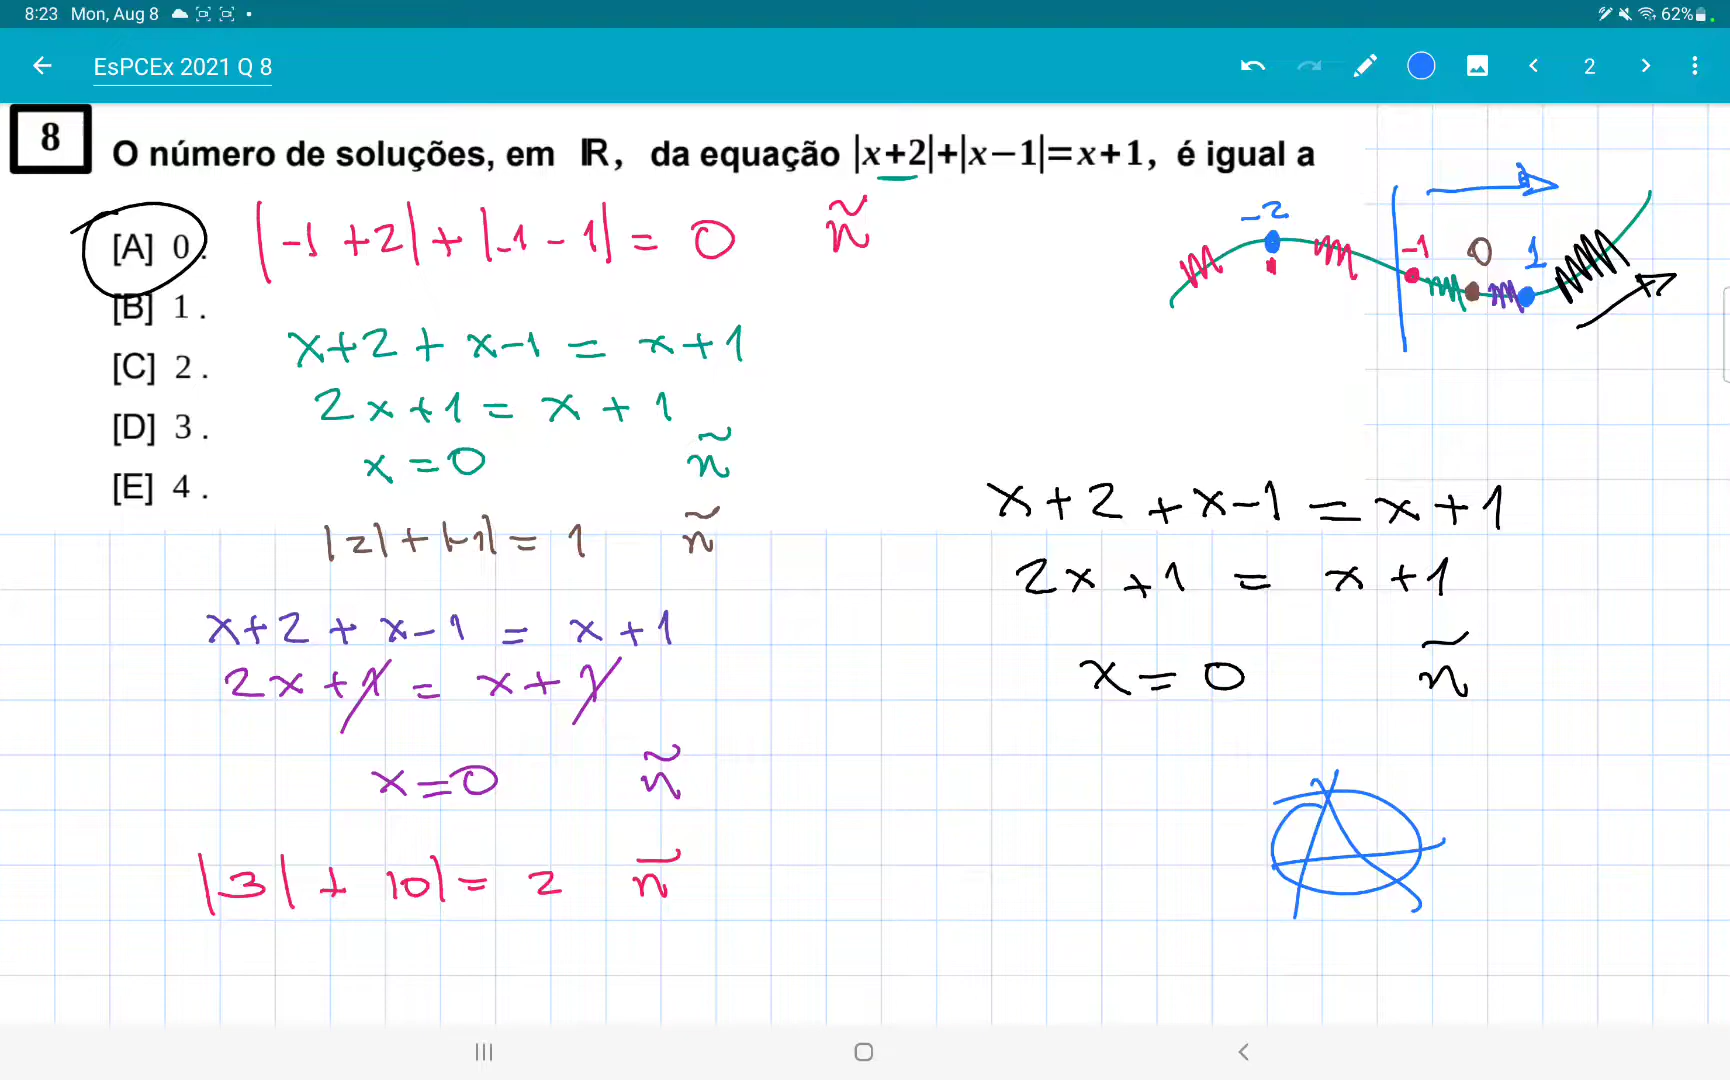 8:23 Mon, Aug 8 62%
EsPCEx 2021 Q 8 2
8 O número de soluções, em ℝ, da equação |x+2|+|x−1|=x+1, é igual a
[A] 0.
[B] 1.
[C] 2.
[D] 3.
[E] 4.
|-1+2|+|-1-1|= 0 ñ
x+2+x-1 = x+1
2x+1 = x+1
x=0 ñ
|2|+|-1|= 1 ñ
x+2+x-1 = x+1
2x+1 = x+1
x=0 ñ
|3|+|0|= 2 ñ
-2 -1 0 1
x+2+x-1 = x+1
2x+1 = x+1
x=0 ñ
A